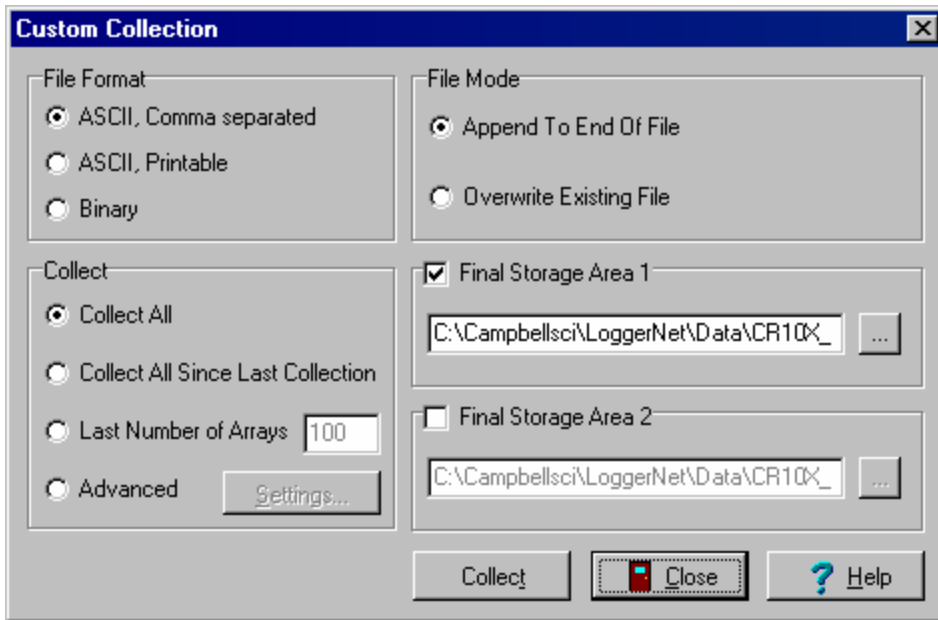 Custom Collection
File Format
ASCII, Comma separated
ASCII, Printable
Binary
File Mode
Append To End Of File
Overwrite Existing File
Collect
Collect All
Collect All Since Last Collection
Last Number of Arrays 100
Advanced Settings...
Final Storage Area 1
C:\Campbellsci\LoggerNet\Data\CR10X_ ...
Final Storage Area 2
C:\Campbellsci\LoggerNet\Data\CR10X_ ...
Collect Close Help